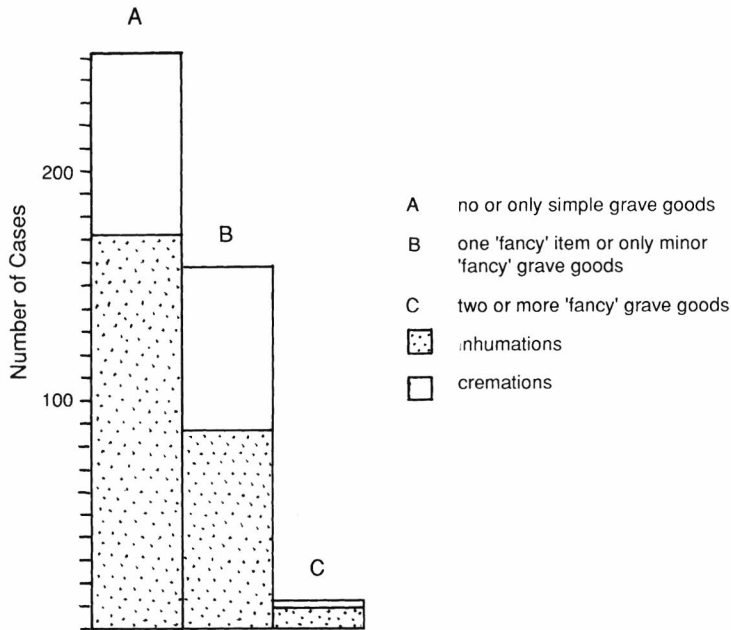 A
200
B
100
C
Number of Cases
A no or only simple grave goods
B one 'fancy' item or only minor
'fancy' grave goods
C two or more 'fancy' grave goods
inhumations
cremations